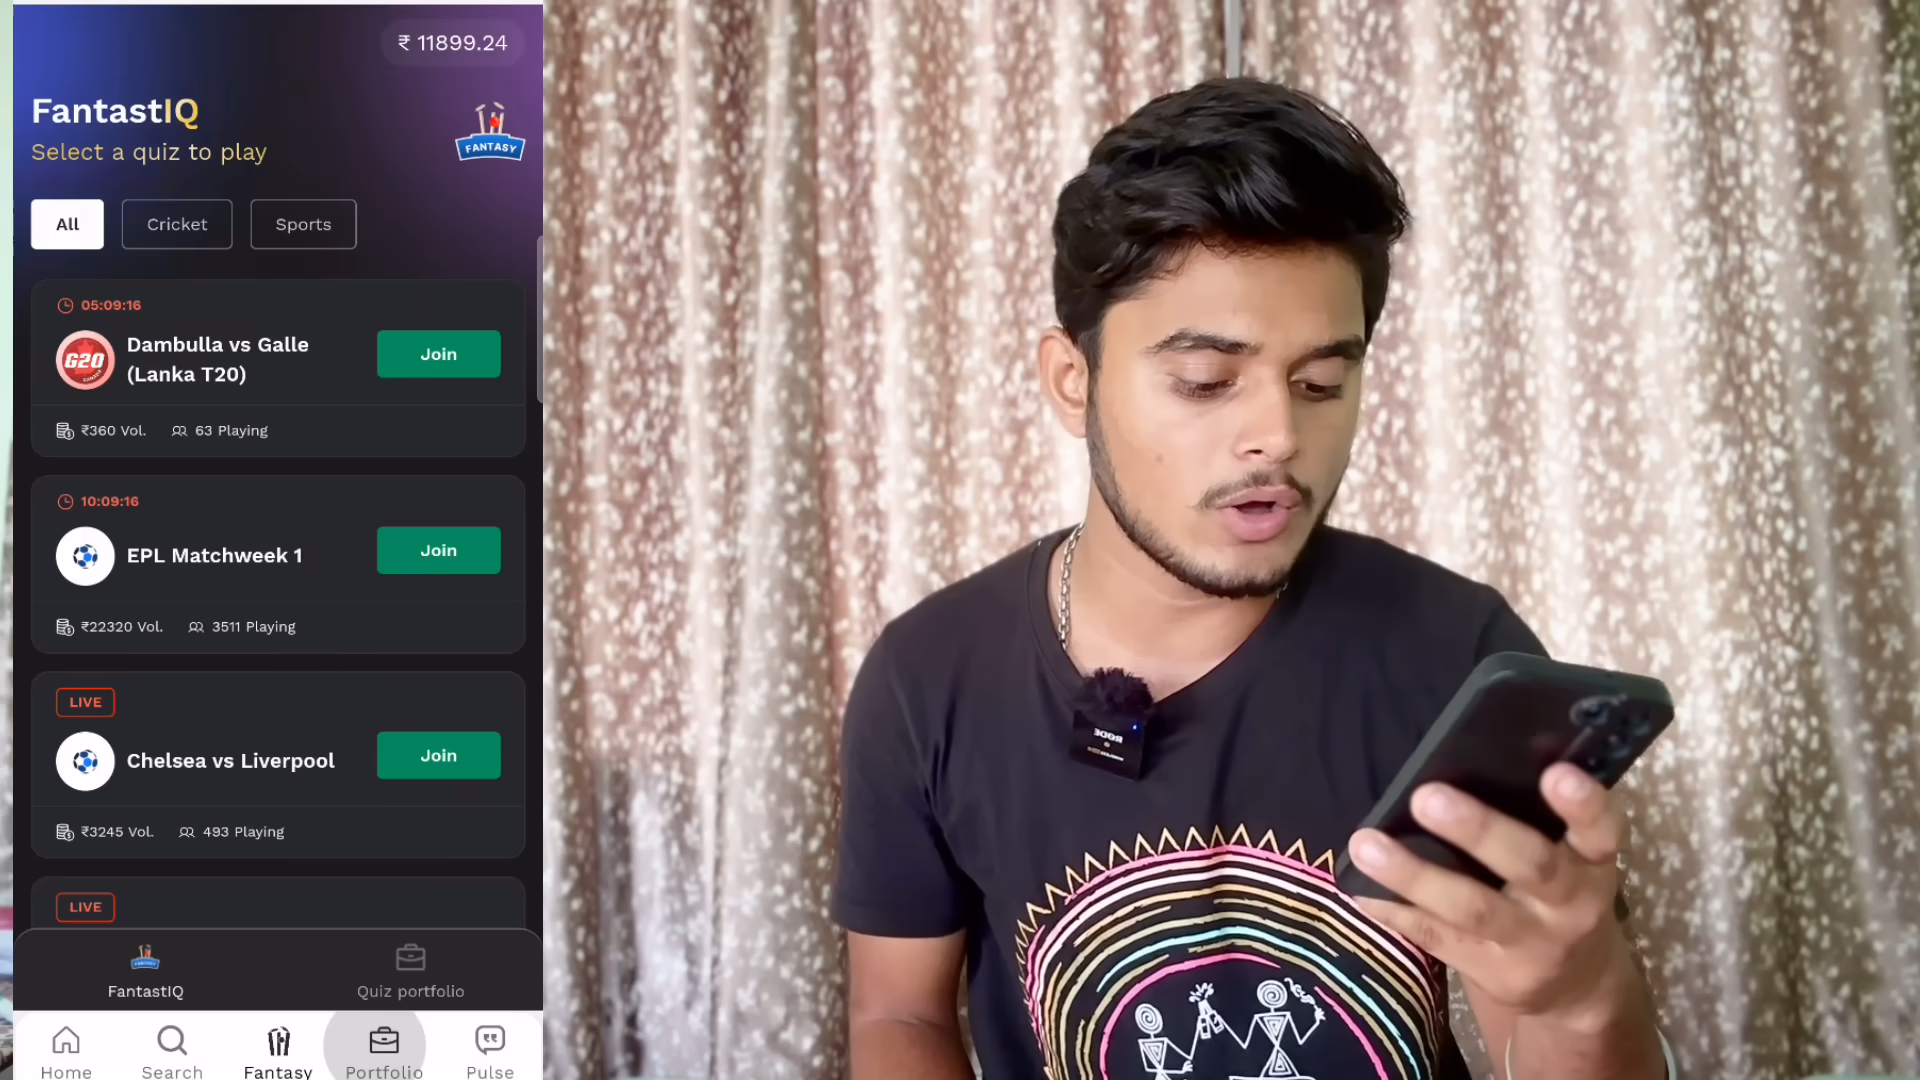 ₹ 11899.24
FantastIQ
FANTASY
Select a quiz to play
All Cricket Sports
05:09:16
G20
Dambulla vs Galle
(Lanka T20)
Join
₹360 Vol. 63 Playing
10:09:16
EPL Matchweek 1
Join
₹22320 Vol. 3511 Playing
LIVE
Chelsea vs Liverpool
Join
₹3245 Vol. 493 Playing
LIVE
FantastIQ Quiz portfolio
Home Search Fantasy Portfolio Pulse
RODE